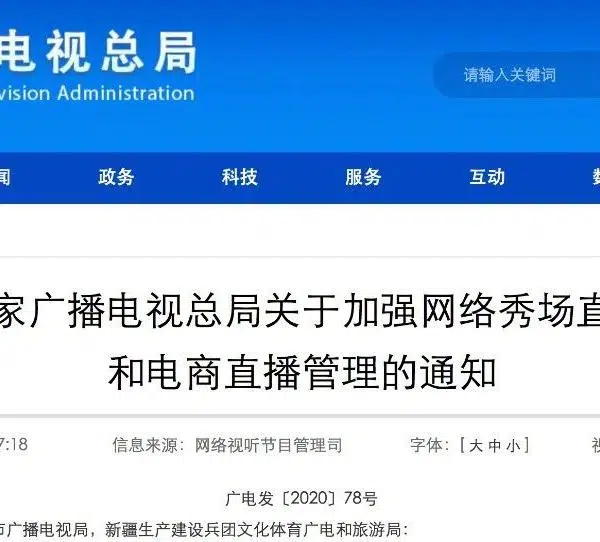 电视总局
vision Administration
请输入关键词
闻 政务 科技 服务 互动
家广播电视总局关于加强网络秀场直
和电商直播管理的通知
7:18 信息来源：网络视听节目管理司 字体：[ 大 中 小 ] 视
广电发〔2020〕78号
市广播电视局，新疆生产建设兵团文化体育广电和旅游局：